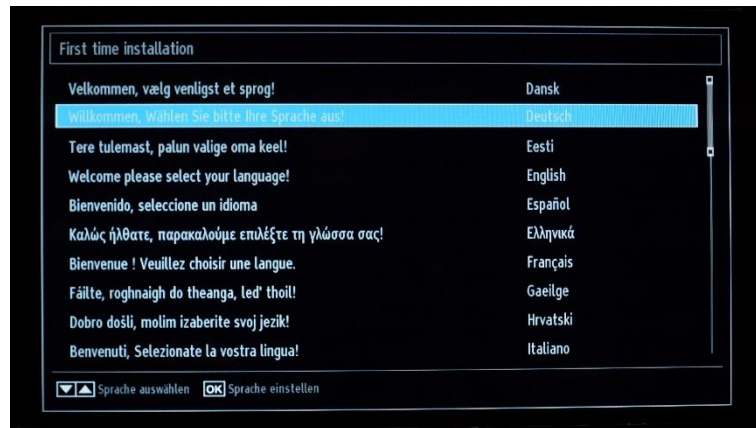 First time installation
Velkommen, vælg venligst et sprog! Dansk
Willkommen, Wählen Sie bitte Ihre Sprache aus! Deutsch
Tere tulemast, palun valige oma keel! Eesti
Welcome please select your language! English
Bienvenido, seleccione un idioma Español
Καλώς ήλθατε, παρακαλούμε επιλέξτε τη γλώσσα σας! Ελληνικά
Bienvenue ! Veuillez choisir une langue. Français
Fáilte, roghnaigh do theanga, led' thoil! Gaeilge
Dobro došli, molim izaberite svoj jezik! Hrvatski
Benvenuti, Selezionate la vostra lingua! Italiano
Sprache auswählen OK Sprache einstellen